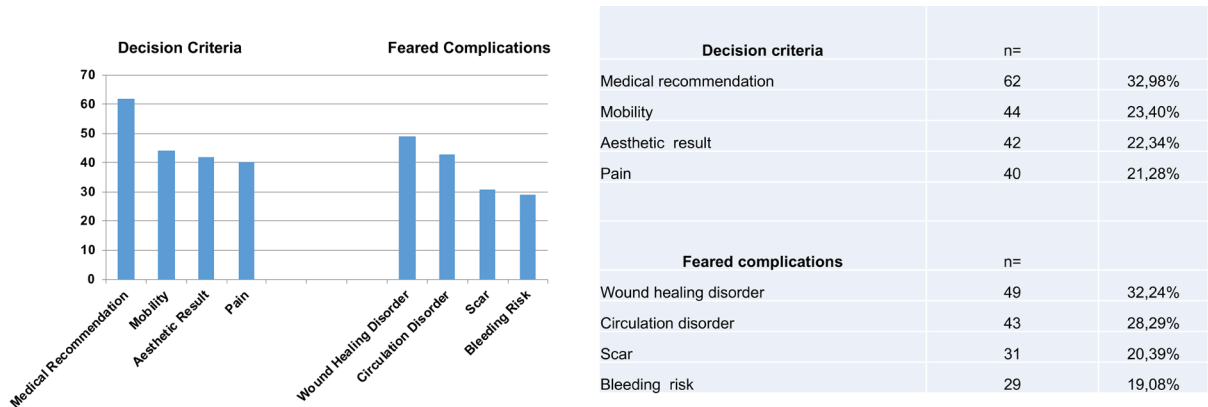 Decision Criteria
Feared Complications
70
60
50
40
30
20
10
0
Medical Recommendation
Mobility
Aesthetic Result
Pain
Wound Healing Disorder
Circulation Disorder
Scar
Bleeding Risk
Decision criteria n=
Medical recommendation 62 32,98%
Mobility 44 23,40%
Aesthetic result 42 22,34%
Pain 40 21,28%
Feared complications n=
Wound healing disorder 49 32,24%
Circulation disorder 43 28,29%
Scar 31 20,39%
Bleeding risk 29 19,08%